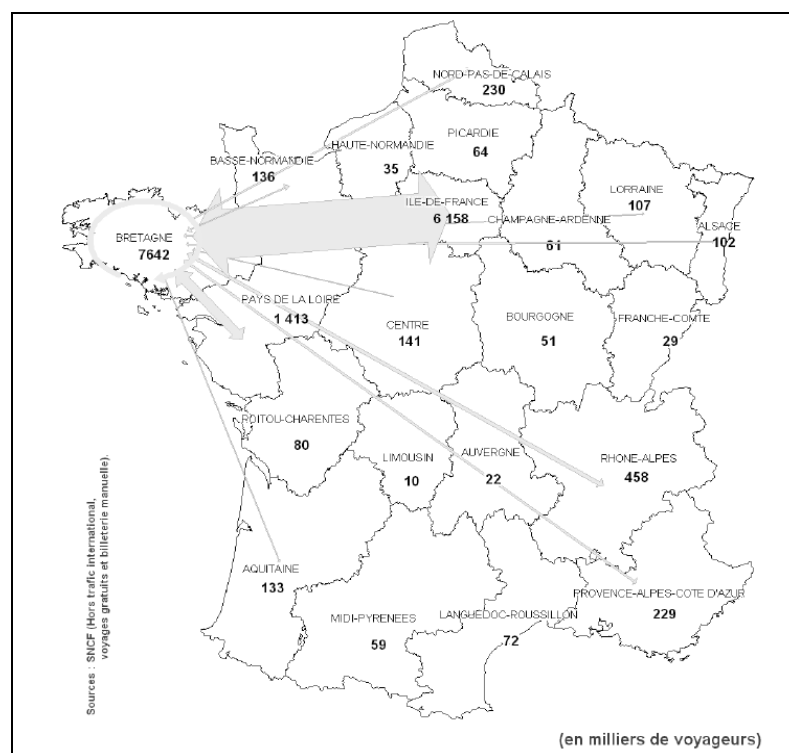 NORD-PAS-DE-CALAIS
230
HAUTE-NORMANDIE
35
PICARDIE
64
BASSE-NORMANDIE
136
ILE-DE-FRANCE
6 158
CHAMPAGNE-ARDENNE
61
LORRAINE
107
ALSACE
102
BRETAGNE
7642
PAYS DE LA LOIRE
1 413
CENTRE
141
BOURGOGNE
51
FRANCHE-COMTE
29
POITOU-CHARENTES
80
LIMOUSIN
10
AUVERGNE
22
RHONE-ALPES
458
AQUITAINE
133
MIDI-PYRENEES
59
LANGUEDOC-ROUSSILLON
72
PROVENCE-ALPES-COTE D'AZUR
229
Sources : SNCF (Hors trafic international,
voyages gratuits et billeterie manuelle).
(en milliers de voyageurs)